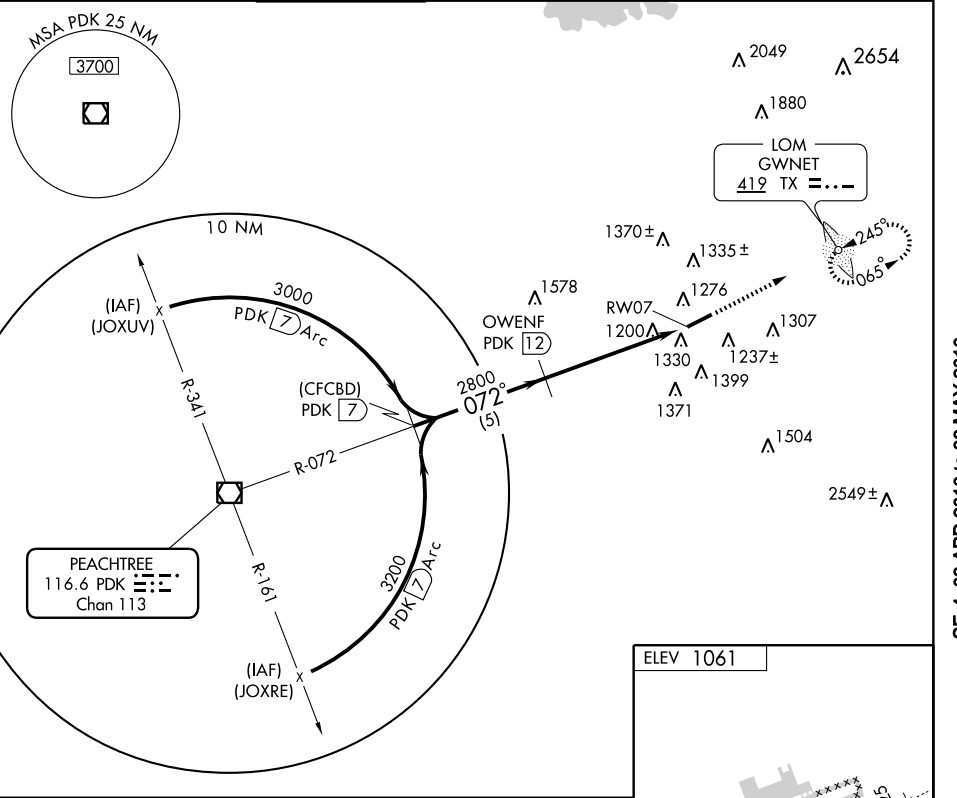 MSA PDK 25 NM
3700
2049
2654
1880
LOM
GWNET
419 TX
245°
065°
10 NM
1370 ±
1335 ±
(IAF)
(JOXUV)
3000
PDK 7 Arc
1578
1276
RW07
OWENF
PDK 12
1200
1307
1330
1237±
1399
1371
R-341
(CFCBD)
PDK 7
2800
072°
(5)
R-072
1504
2549 ±
PEACHTREE
116.6 PDK
Chan 113
R-161
3200
PDK 7 Arc
(IAF)
(JOXRE)
ELEV 1061